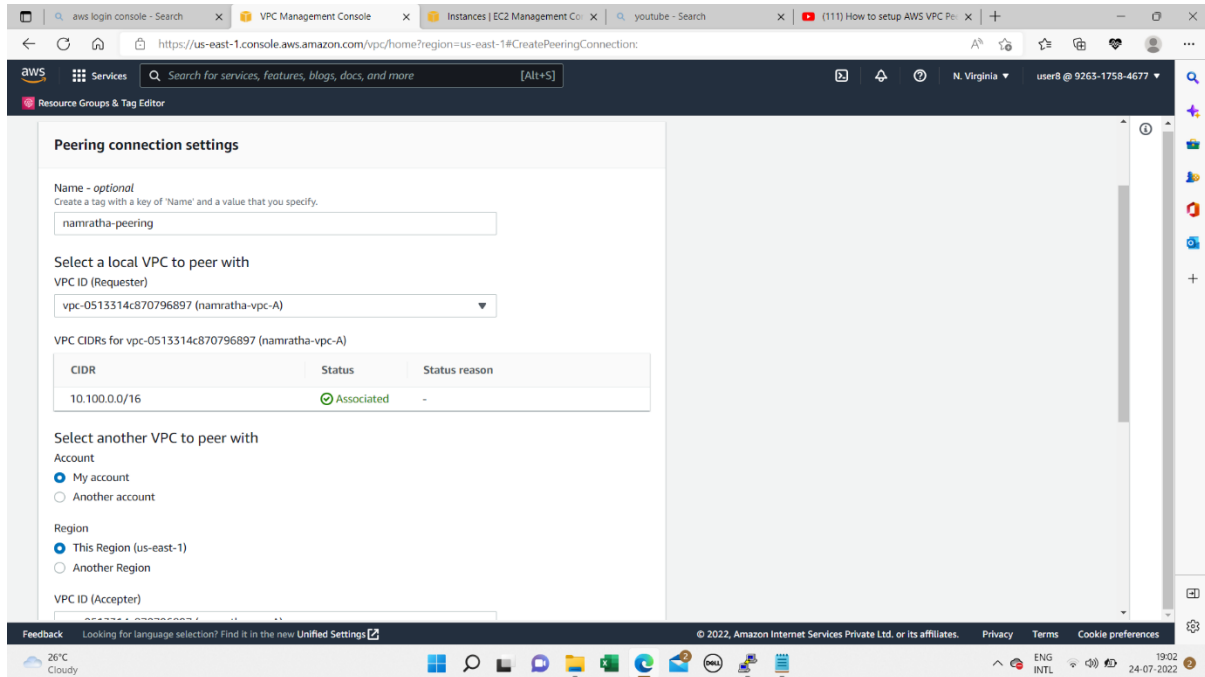 aws login console - Search
VPC Management Console
Instances | EC2 Management Co
youtube - Search
(111) How to setup AWS VPC Pe
https://us-east-1.console.aws.amazon.com/vpc/home?region=us-east-1#CreatePeeringConnection:
aws
Services
Search for services, features, blogs, docs, and more
[Alt+S]
N. Virginia
user8 @ 9263-1758-4677
Resource Groups & Tag Editor
Peering connection settings
Name - optional
Create a tag with a key of 'Name' and a value that you specify.
namratha-peering
Select a local VPC to peer with
VPC ID (Requester)
vpc-0513314c870796897 (namratha-vpc-A)
VPC CIDRs for vpc-0513314c870796897 (namratha-vpc-A)
CIDR Status Status reason
10.100.0.0/16 Associated -
Select another VPC to peer with
Account
My account
Another account
Region
This Region (us-east-1)
Another Region
VPC ID (Accepter)
Feedback Looking for language selection? Find it in the new Unified Settings
© 2022, Amazon Internet Services Private Ltd. or its affiliates. Privacy Terms Cookie preferences
26°C
Cloudy
DELL
2
ENG
INTL
19:02
24-07-2022
2